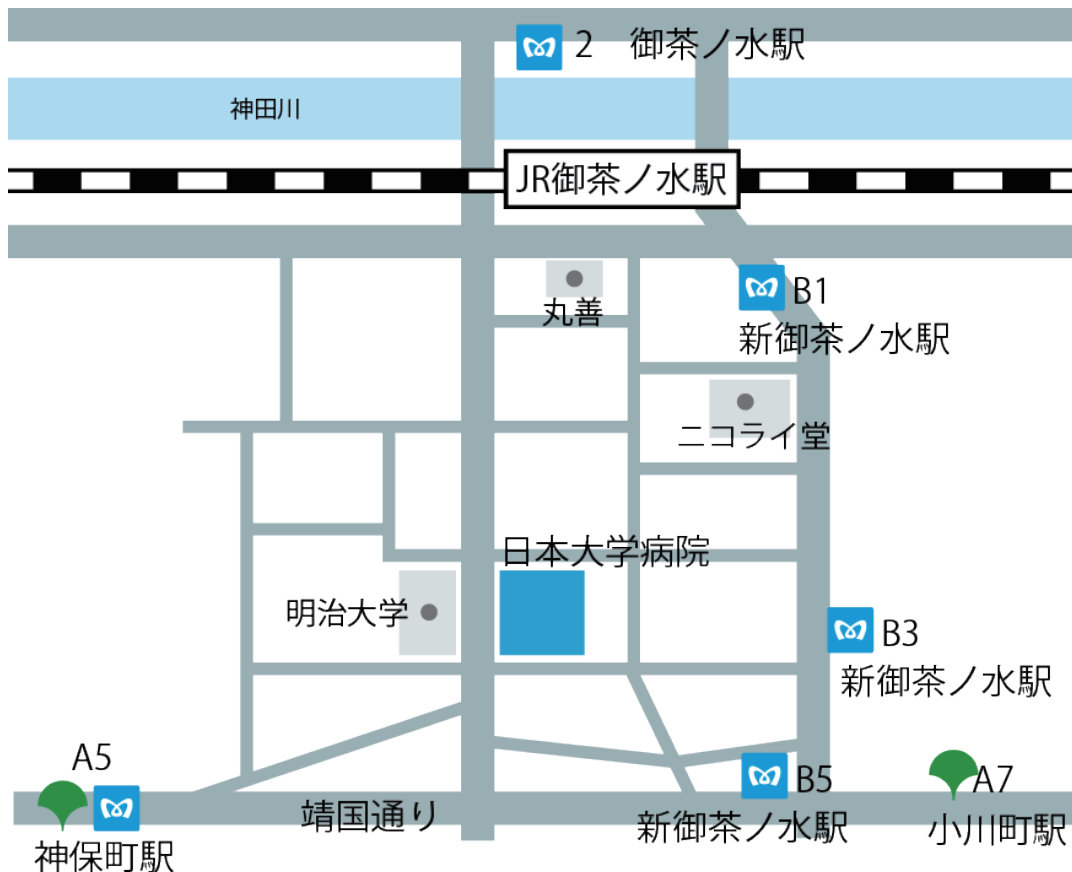 2 御茶ノ水駅
神田川
JR御茶ノ水駅
B1
丸善
新御茶ノ水駅
ニコライ堂
日本大学病院
明治大学
B3
新御茶ノ水駅
A5
B5
A7
靖国通り
新御茶ノ水駅
小川町駅
神保町駅